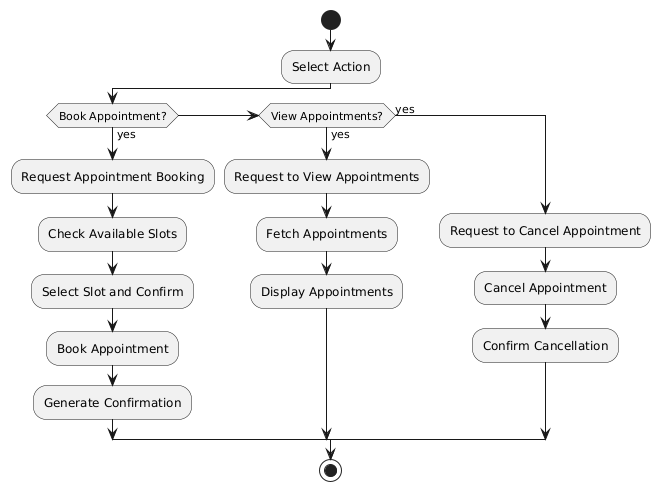 Select Action
Book Appointment?
yes
Request Appointment Booking
Check Available Slots
Select Slot and Confirm
Book Appointment
Generate Confirmation
View Appointments?
yes
Request to View Appointments
Fetch Appointments
Display Appointments
yes
Request to Cancel Appointment
Cancel Appointment
Confirm Cancellation